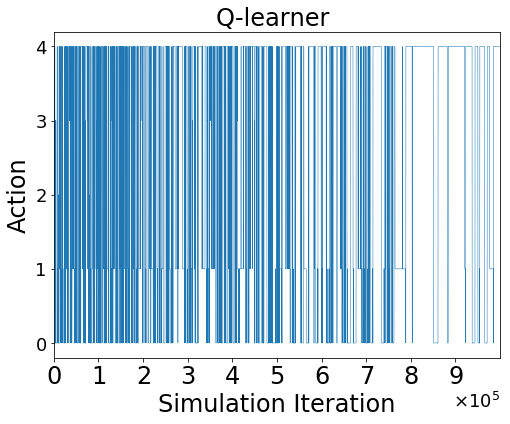 Q-learner
Action
4
3
2
1
0
0 1 2 3 4 5 6 7 8 9
×10^5
Simulation Iteration